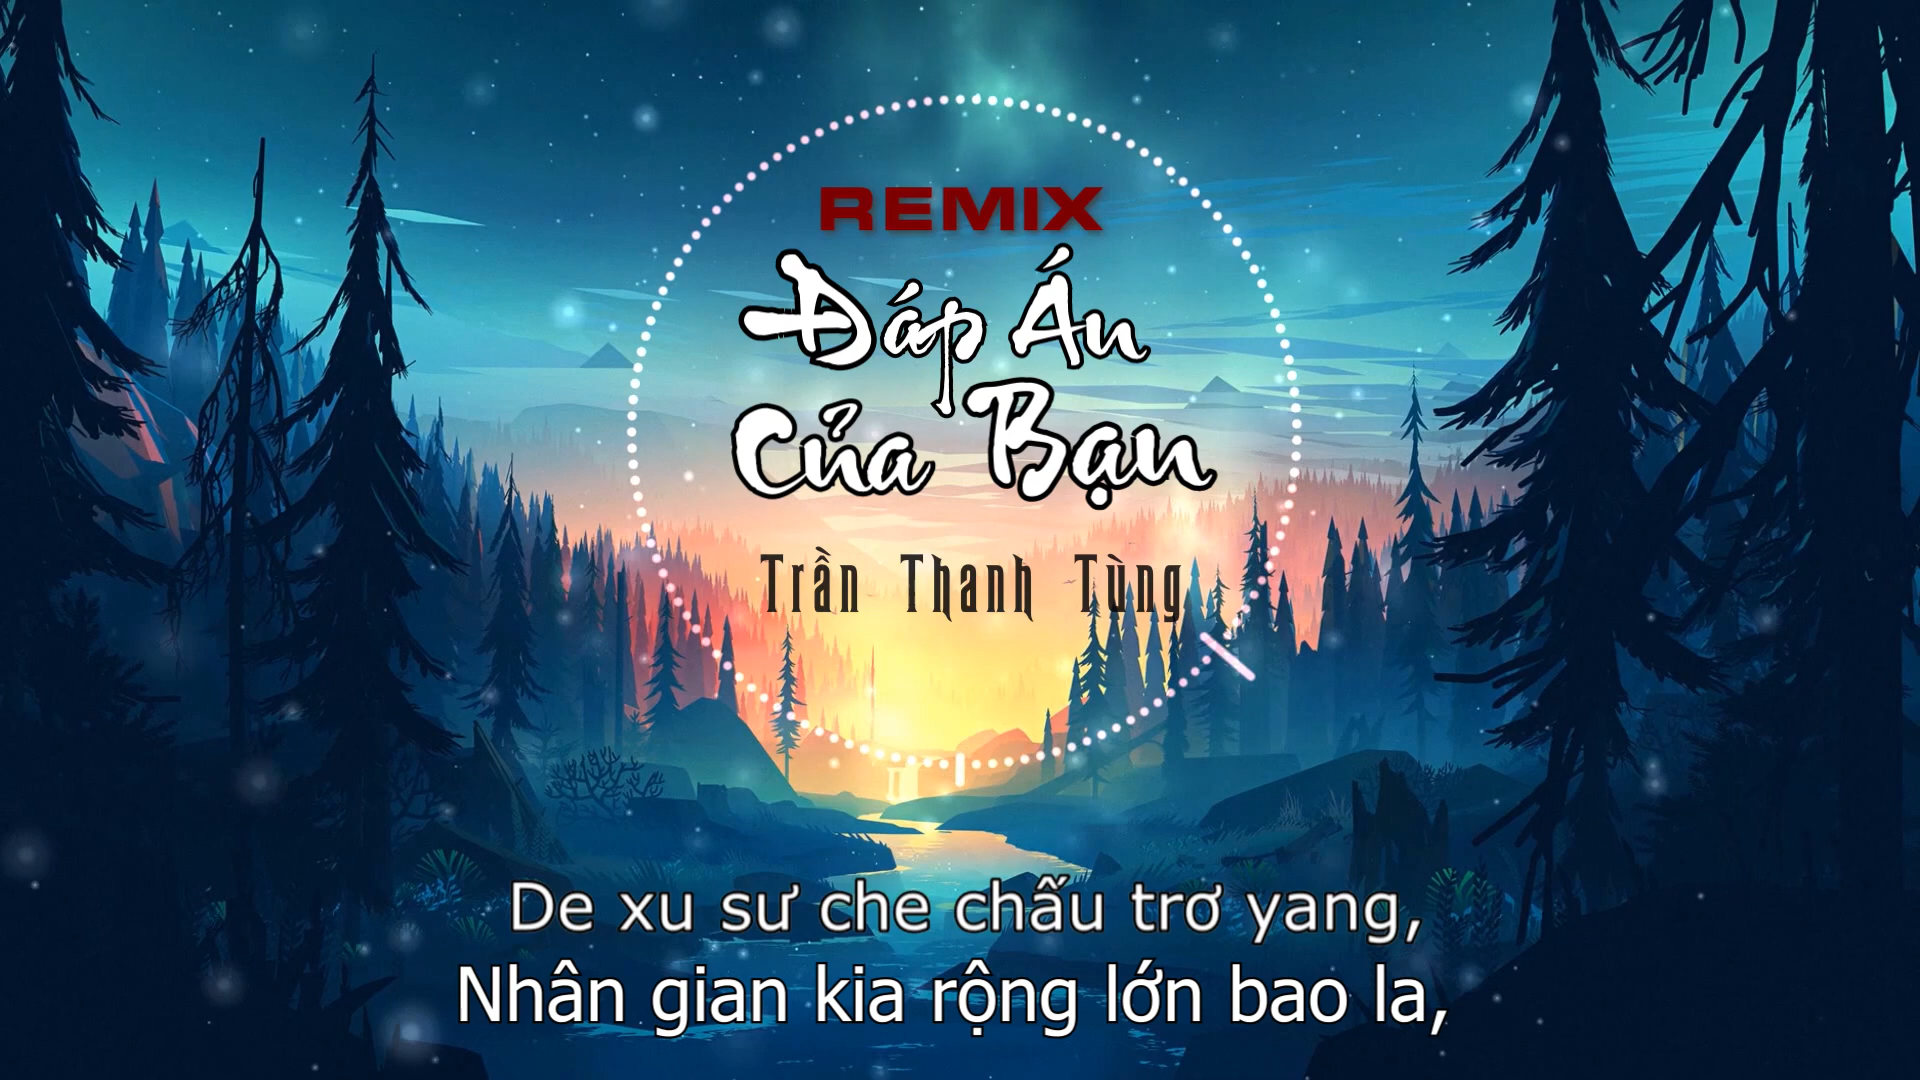 REMIX
Đáp Án
Của Bạn
Trần Thanh Tùng
De xu sư che chấu trơ yang,
Nhân gian kia rộng lớn bao la,